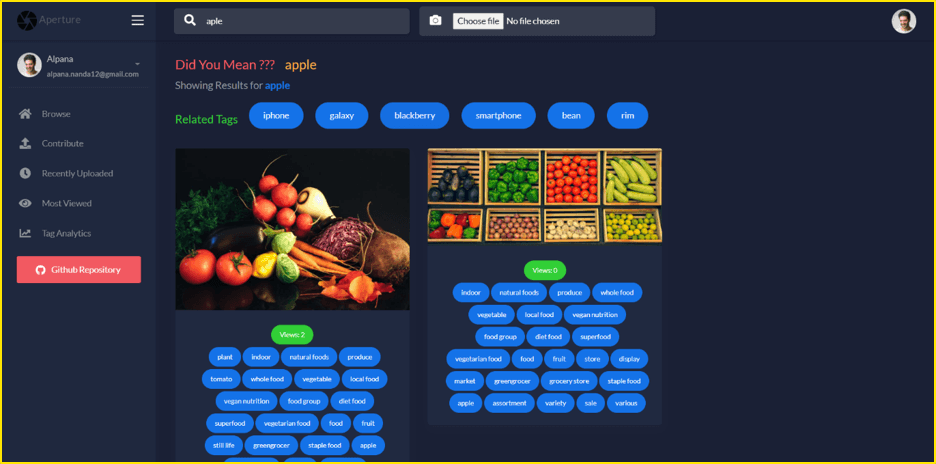 Aperture
aple
Choose file No file chosen
Alpana
alpana.nanda12@gmail.com
Browse
Contribute
Recently Uploaded
Most Viewed
Tag Analytics
Github Repository
Did You Mean ??? apple
Showing Results for apple
Related Tags iphone galaxy blackberry smartphone bean rim
Views: 2
plant indoor natural foods produce
tomato whole food vegetable local food
vegan nutrition food group diet food
superfood vegetarian food food fruit
still life greengrocer staple food apple
Views: 0
indoor natural foods produce whole food
vegetable local food vegan nutrition
food group diet food superfood
vegetarian food food fruit store display
market greengrocer grocery store staple food
apple assortment variety sale various